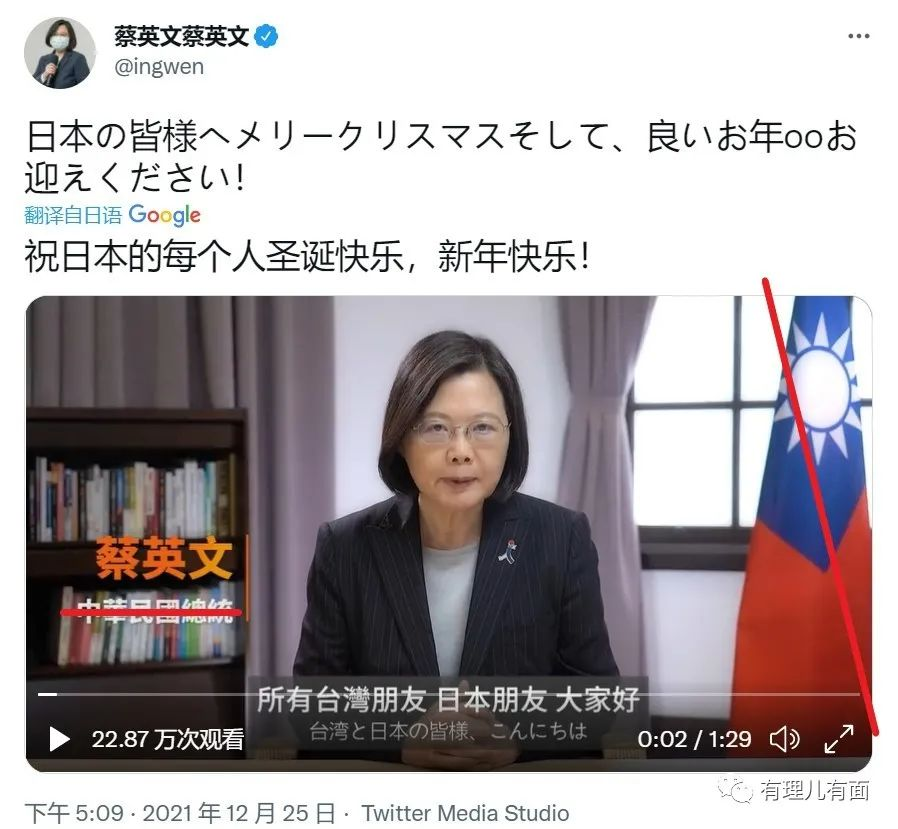 蔡英文蔡英文
@ingwen
日本の皆様へメリークリスマスそして、良いお年ooお
迎えください!
翻译自日语 Google
祝日本的每个人圣诞快乐，新年快乐!
蔡英文
中華民國總統
所有台灣朋友 日本朋友 大家好
台湾と日本の皆様、こんにちは
22.87 万次观看
0:02 / 1:29
有理儿有面
下午 5:09 · 2021 年 12 月 25 日 · Twitter Media Studio